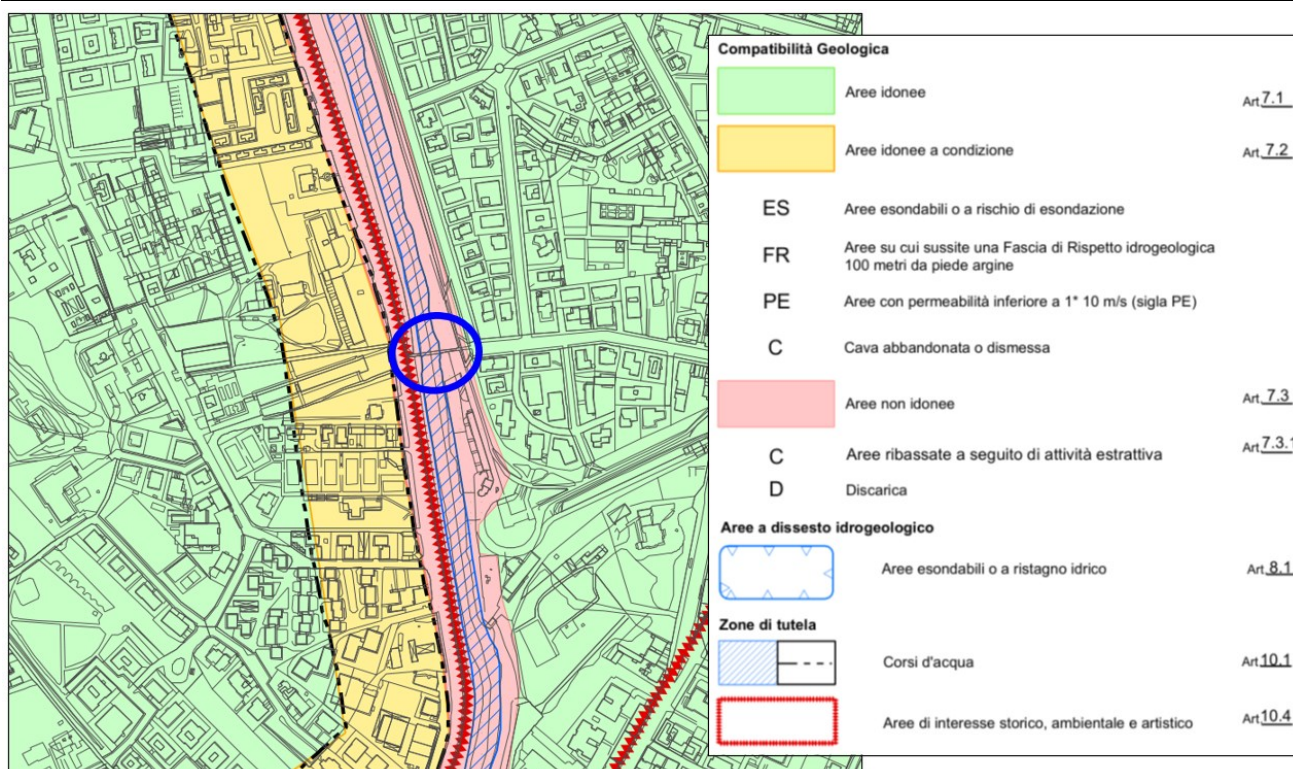 Compatibilità Geologica
Aree idonee Art.7.1
Aree idonee a condizione Art.7.2
ES Aree esondabili o a rischio di esondazione
FR Aree su cui sussite una Fascia di Rispetto idrogeologica
100 metri da piede argine
PE Aree con permeabilità inferiore a 1* 10 m/s (sigla PE)
C Cava abbandonata o dismessa
Aree non idonee Art.7.3
C Aree ribassate a seguito di attività estrattiva Art.7.3.1
D Discarica
Aree a dissesto idrogeologico
Aree esondabili o a ristagno idrico Art.8.1
Zone di tutela
Corsi d'acqua Art.10.1
Aree di interesse storico, ambientale e artistico Art.10.4